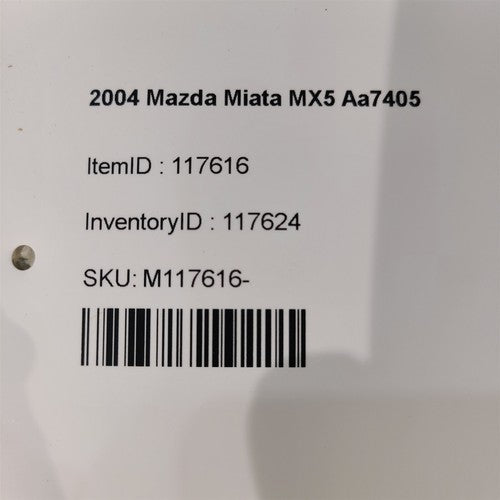 2004 Mazda Miata MX5 Aa7405
ItemID : 117616
InventoryID : 117624
SKU: M117616-